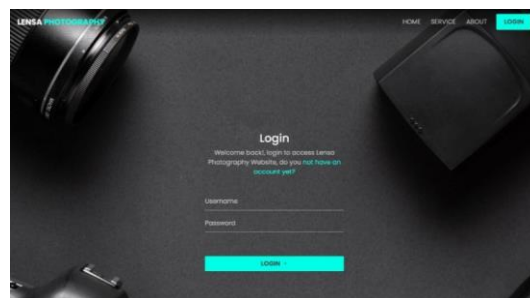 LENSA PHOTOGRAPHY
HOME SERVICE ABOUT LOGIN
Login
Welcome back!, login to access Lensa
Photography Website, do you not have an
account yet?
Username
Password
LOGIN